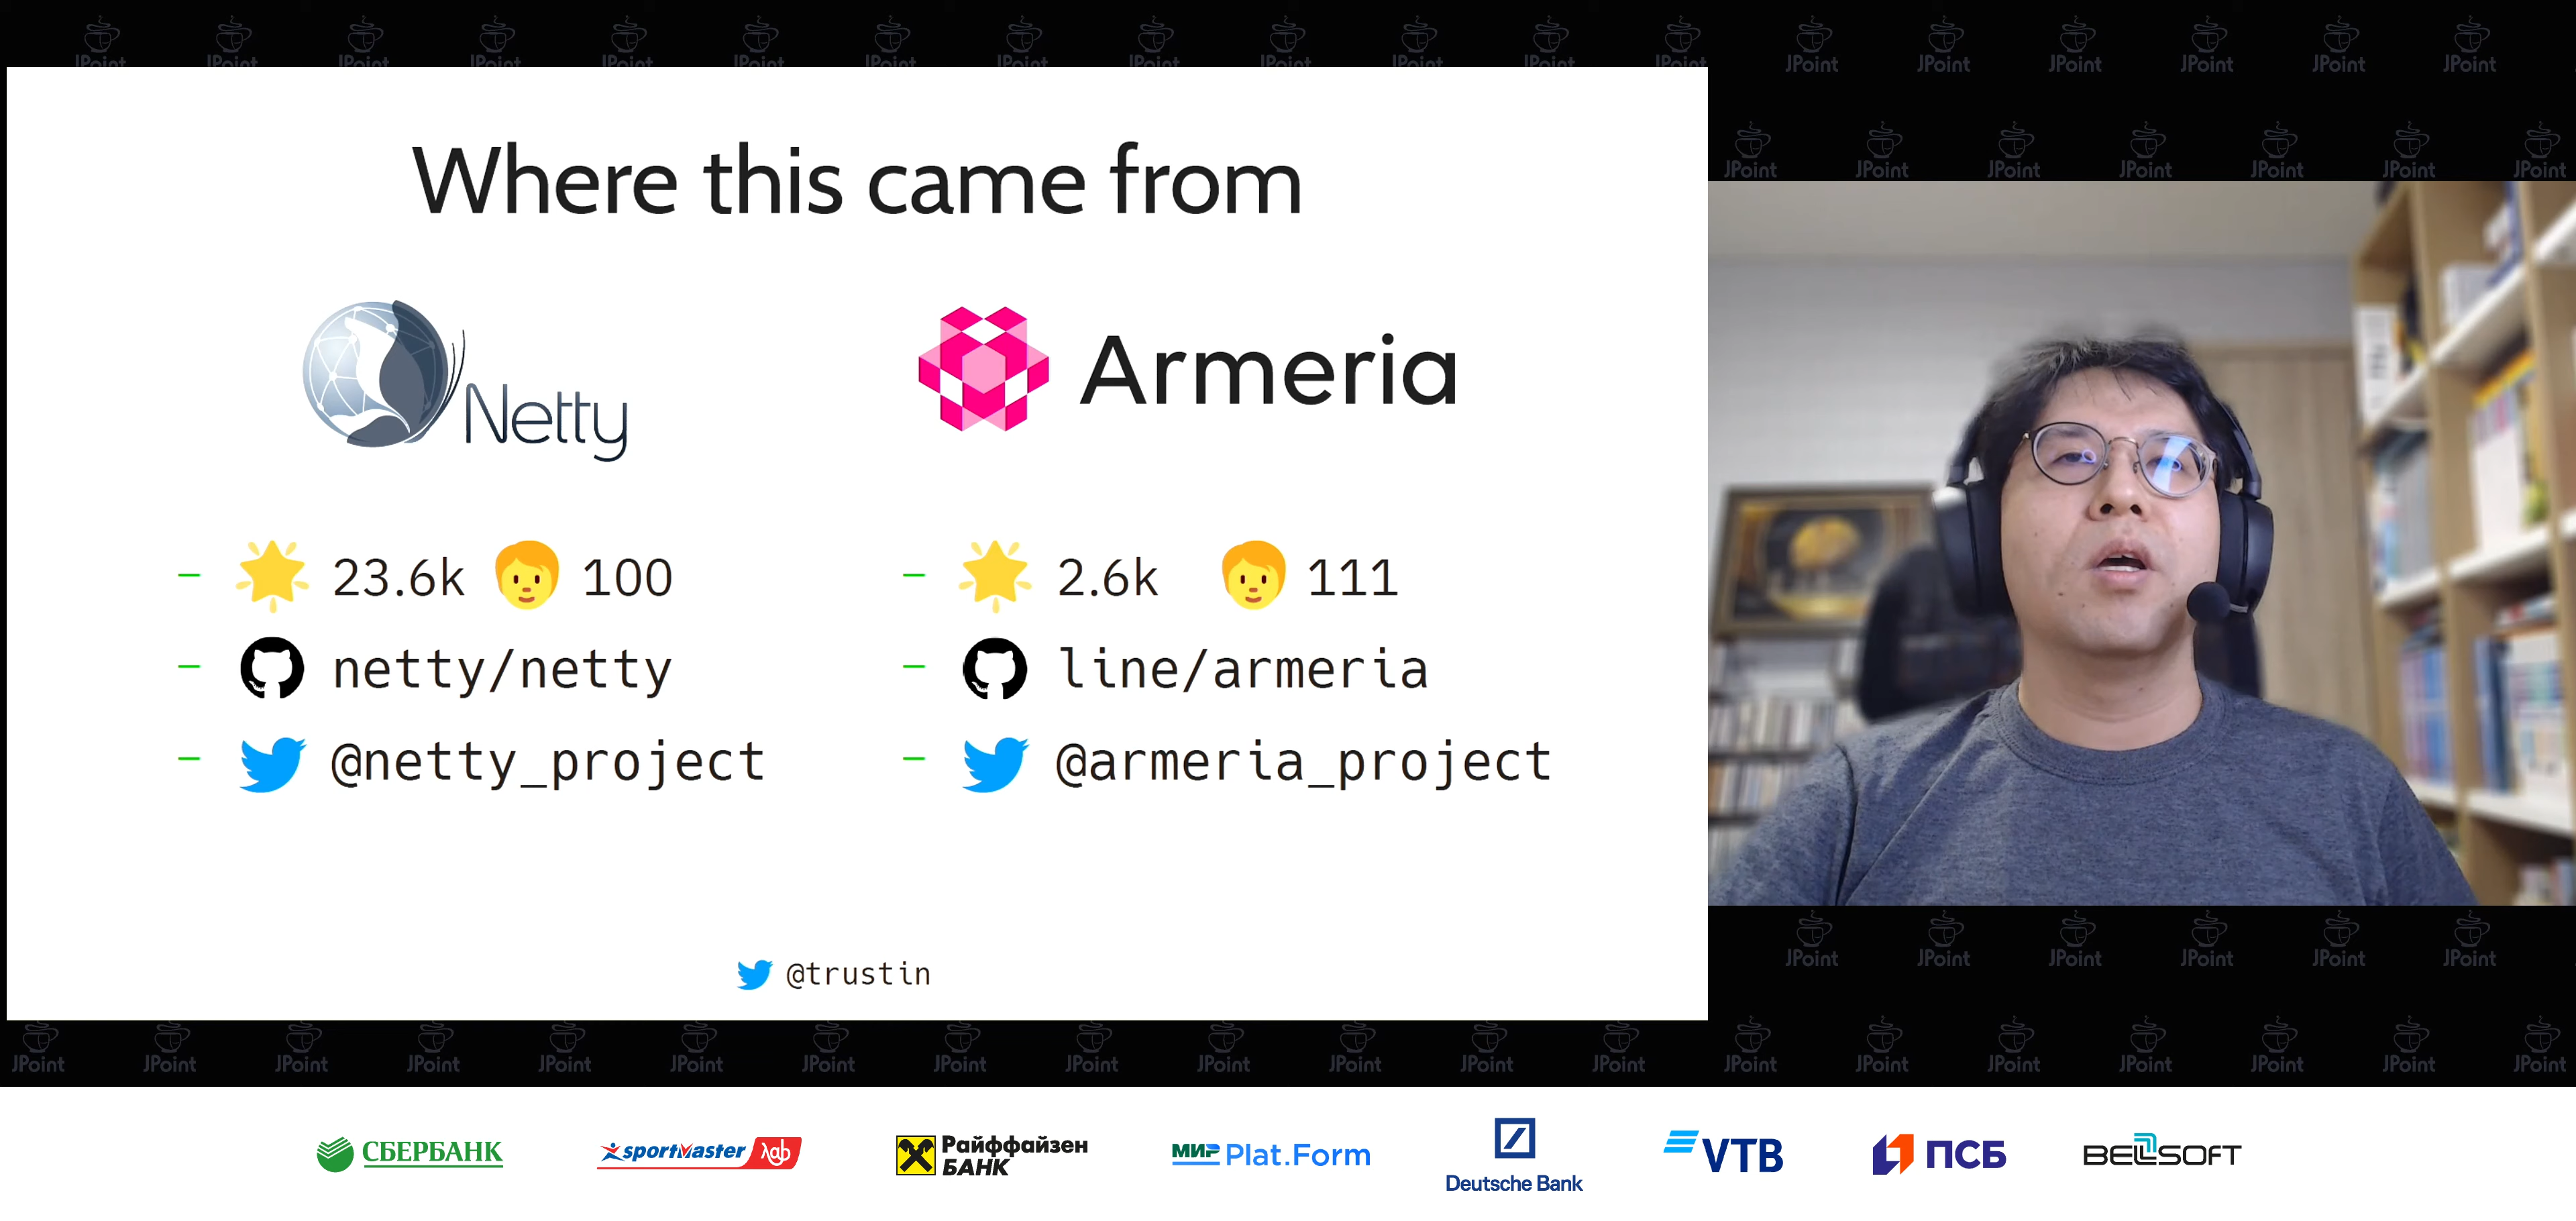 Where this came from
Netty
Armeria
- 23.6k 100
- netty/netty
- @netty_project
- 2.6k 111
- line/armeria
- @armeria_project
@trustin
СБЕРБАНК
sportmaster lab
Райффайзен
БАНК
МИР Plat.Form
Deutsche Bank
VTB
ПСБ
BELLSOFT
JPoint